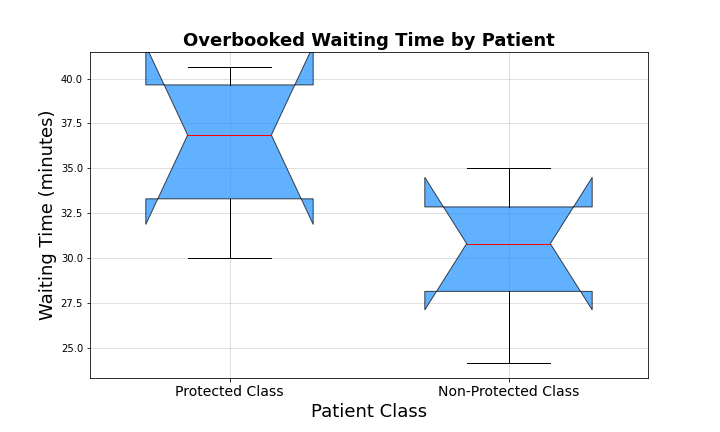 Overbooked Waiting Time by Patient
Waiting Time (minutes)
40.0
37.5
35.0
32.5
30.0
27.5
25.0
Protected Class
Non-Protected Class
Patient Class